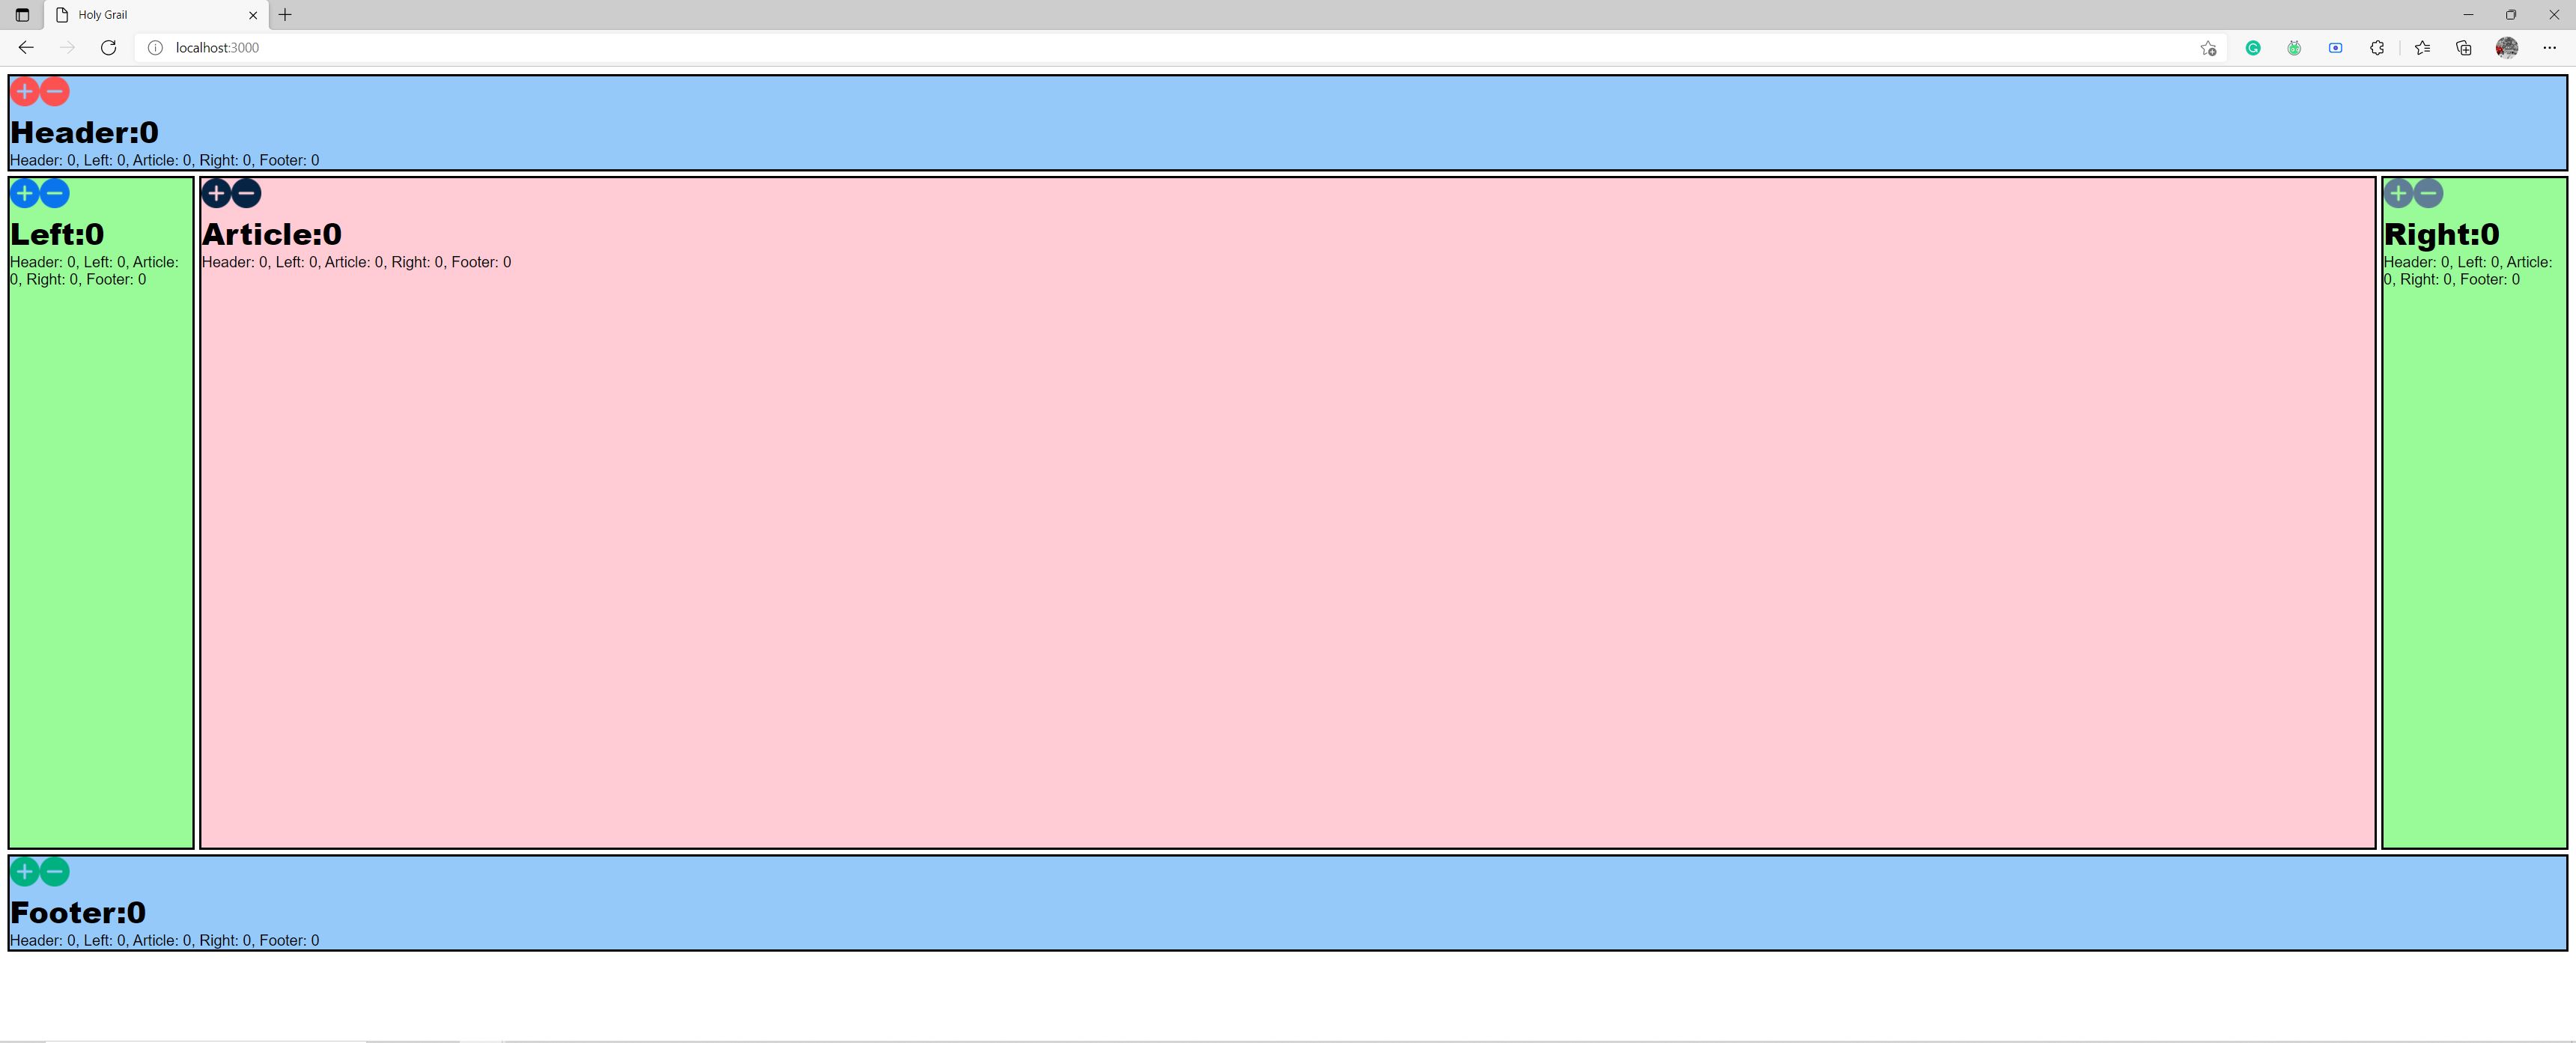 Holy Grail
localhost:3000
Header:0
Header: 0, Left: 0, Article: 0, Right: 0, Footer: 0
Left:0
Header: 0, Left: 0, Article:
0, Right: 0, Footer: 0
Article:0
Header: 0, Left: 0, Article: 0, Right: 0, Footer: 0
Right:0
Header: 0, Left: 0, Article:
0, Right: 0, Footer: 0
Footer:0
Header: 0, Left: 0, Article: 0, Right: 0, Footer: 0